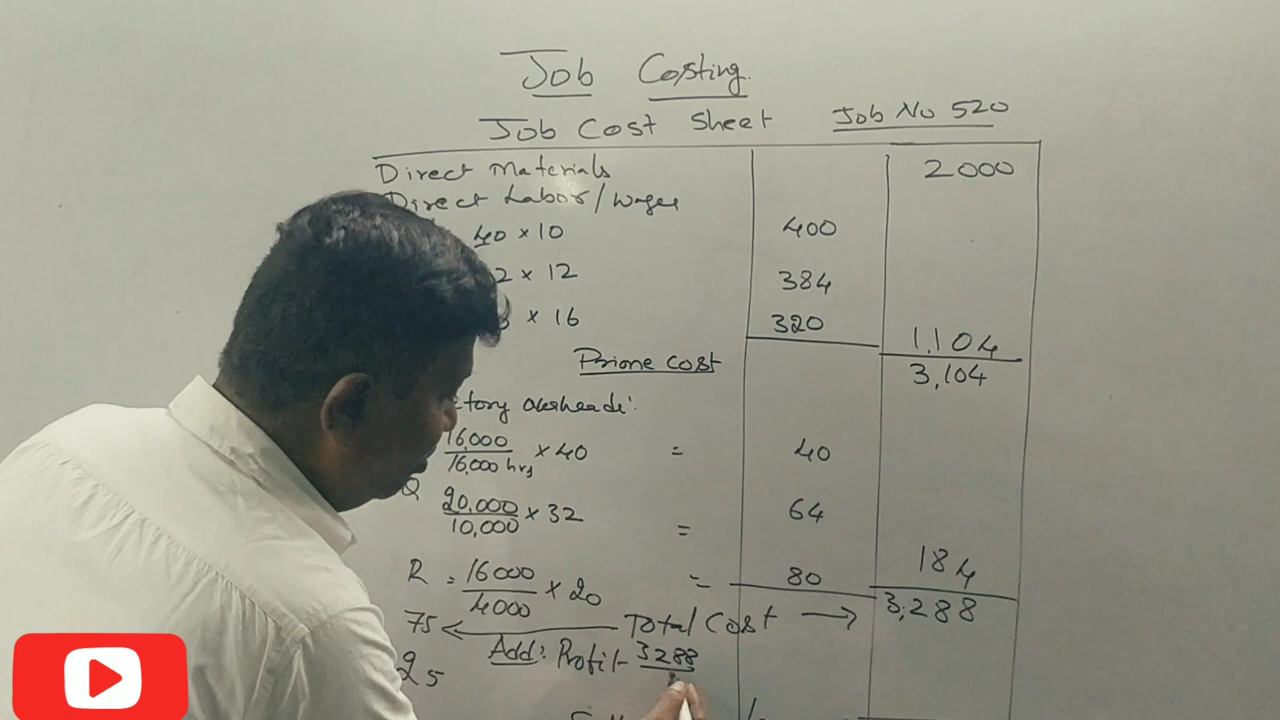 Job Costing.
Job Cost Sheet Job No 520
Direct Materials 2000
Direct Labor/Wages
40 × 10 400
2 × 12 384
× 16 320 1,104
Prime Cost 3,104
ctory overheads:
16,000/16,000 hrs × 40 = 40
Q 20,000/10,000 × 32 = 64
R = 16000/4000 × 20 = 80 184
75 ← Total Cost → 3,288
Add: Profit - 3288
25